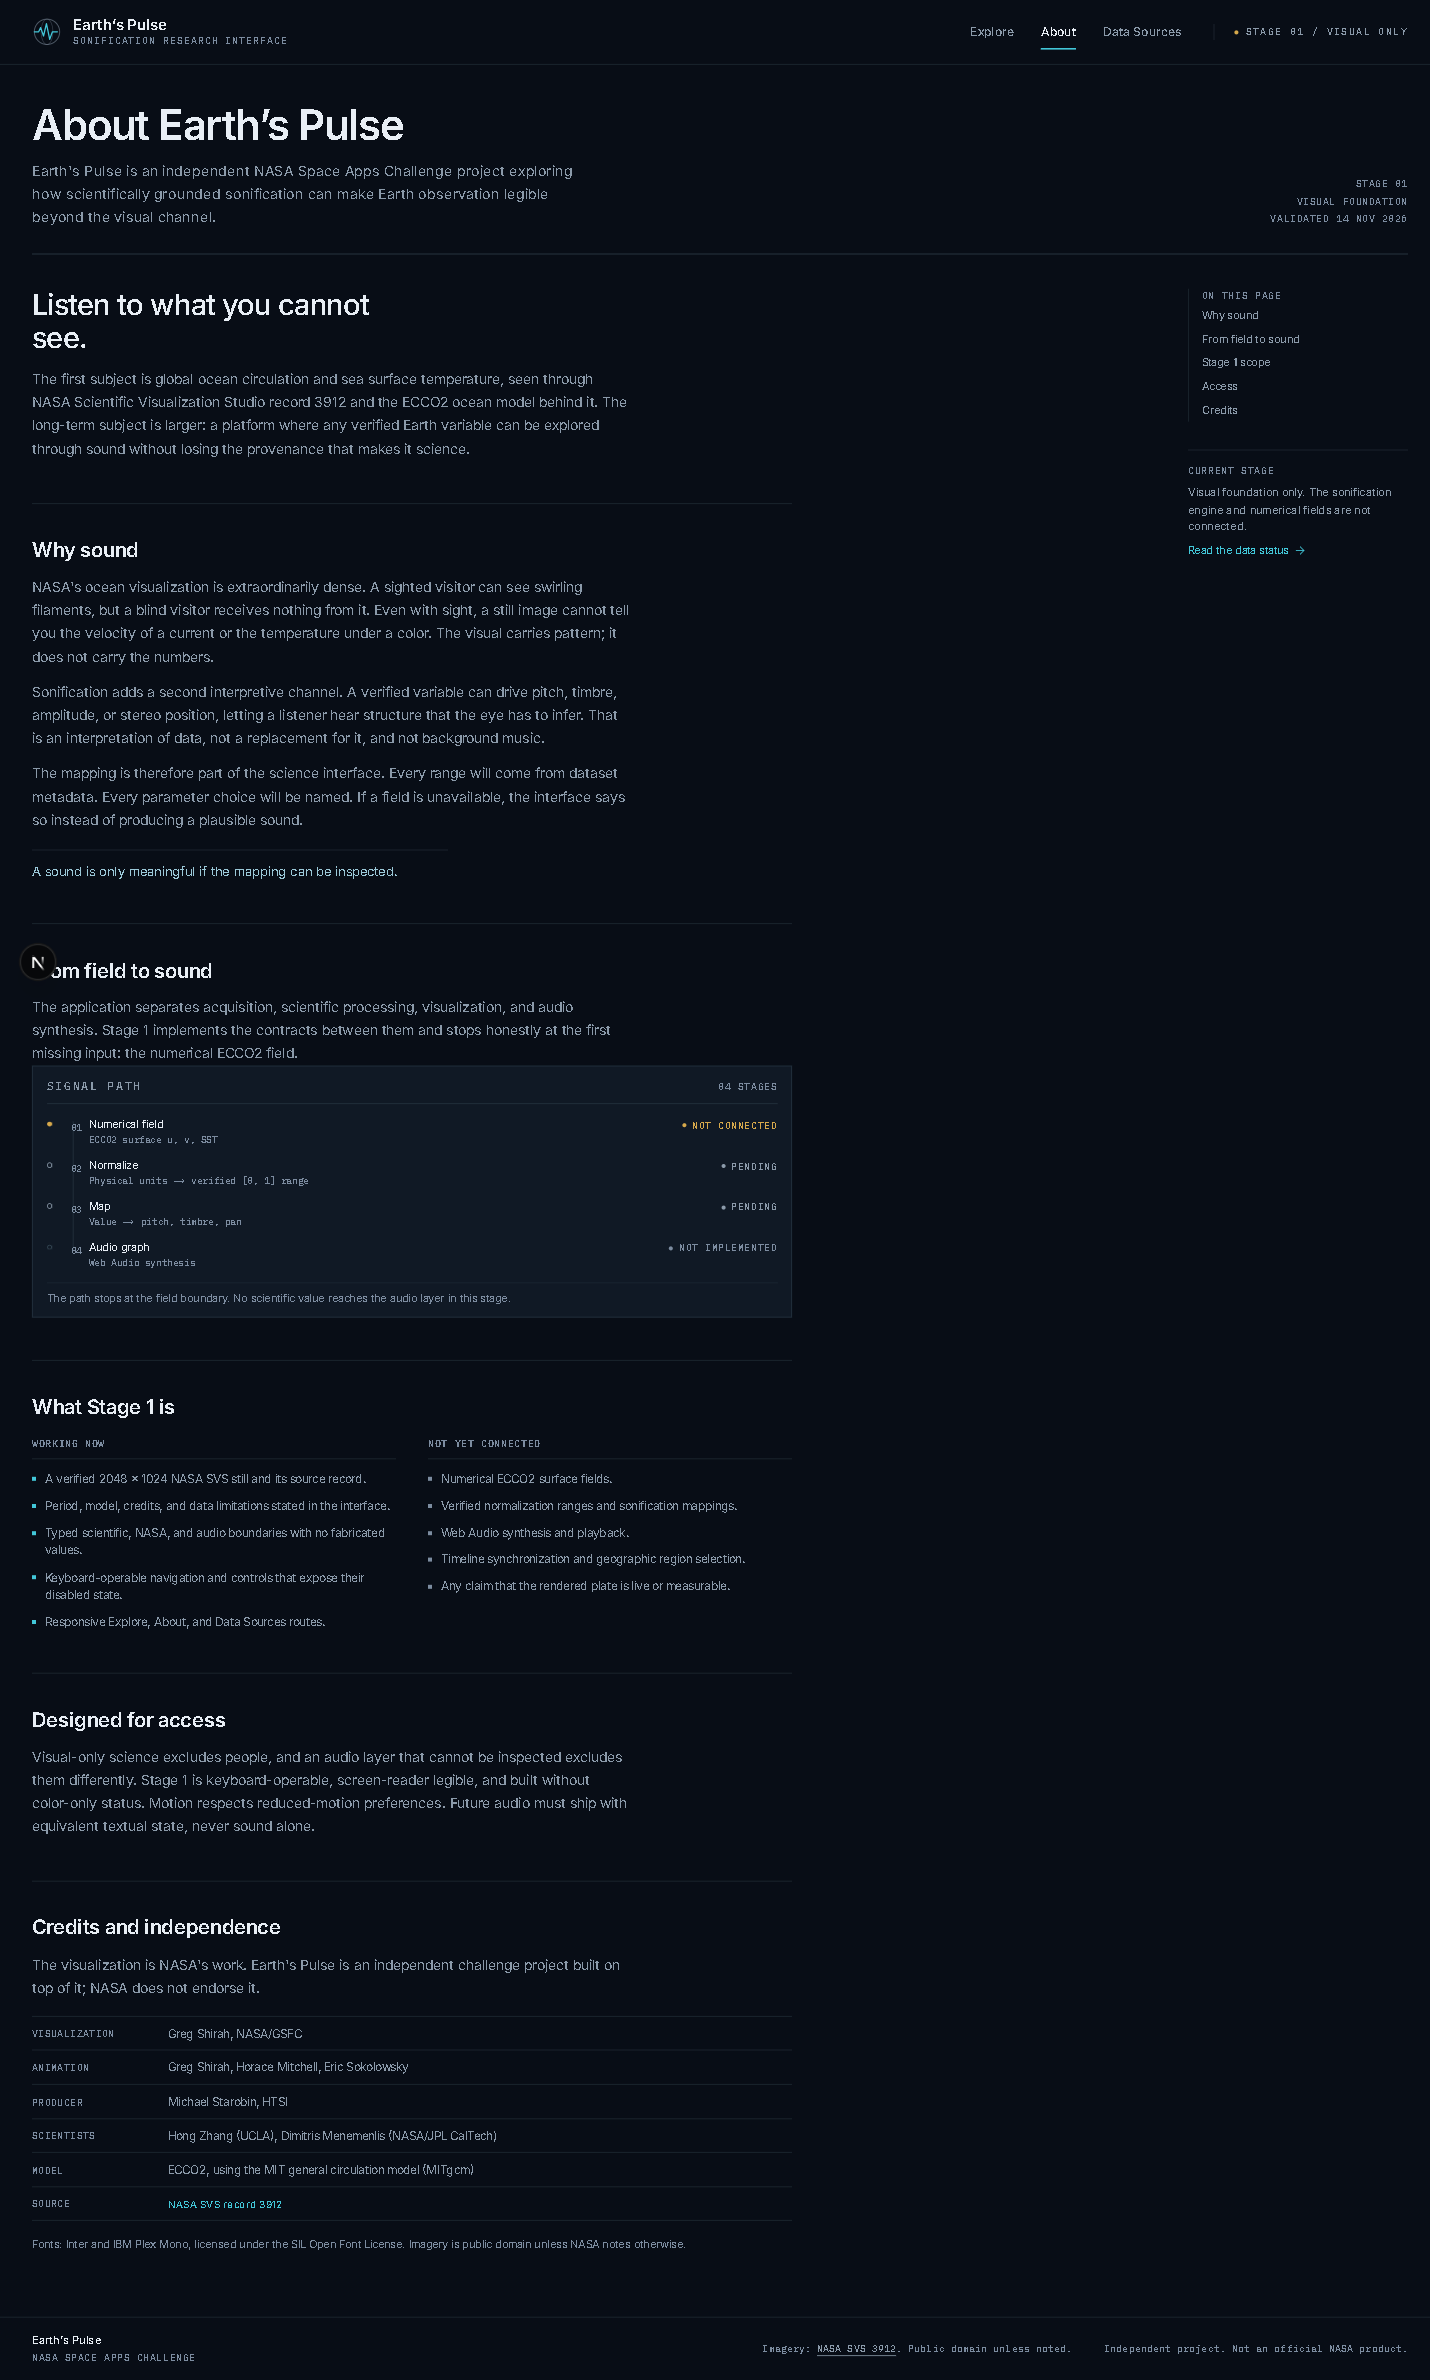 Earth’s Pulse
SONIFICATION RESEARCH INTERFACE
Explore
About
Data Sources
STAGE 01 / VISUAL ONLY
About Earth’s Pulse
Earth’s Pulse is an independent NASA Space Apps Challenge project exploring
how scientifically grounded sonification can make Earth observation legible
beyond the visual channel.
STAGE 01
VISUAL FOUNDATION
VALIDATED 14 NOV 2026
Listen to what you cannot
see.
The first subject is global ocean circulation and sea surface temperature, seen through
NASA Scientific Visualization Studio record 3912 and the ECCO2 ocean model behind it. The
long-term subject is larger: a platform where any verified Earth variable can be explored
through sound without losing the provenance that makes it science.
ON THIS PAGE
Why sound
From field to sound
Stage 1 scope
Access
Credits
CURRENT STAGE
Visual foundation only. The sonification
engine and numerical fields are not
connected.
Read the data status →
Why sound
NASA’s ocean visualization is extraordinarily dense. A sighted visitor can see swirling
filaments, but a blind visitor receives nothing from it. Even with sight, a still image cannot tell
you the velocity of a current or the temperature under a color. The visual carries pattern; it
does not carry the numbers.
Sonification adds a second interpretive channel. A verified variable can drive pitch, timbre,
amplitude, or stereo position, letting a listener hear structure that the eye has to infer. That
is an interpretation of data, not a replacement for it, and not background music.
The mapping is therefore part of the science interface. Every range will come from dataset
metadata. Every parameter choice will be named. If a field is unavailable, the interface says
so instead of producing a plausible sound.
A sound is only meaningful if the mapping can be inspected.
N
om field to sound
The application separates acquisition, scientific processing, visualization, and audio
synthesis. Stage 1 implements the contracts between them and stops honestly at the first
missing input: the numerical ECCO2 field.
SIGNAL PATH
04 STAGES
01 Numerical field
NOT CONNECTED
ECCO2 surface u, v, SST
02 Normalize
PENDING
Physical units → verified [0, 1] range
03 Map
PENDING
Value → pitch, timbre, pan
04 Audio graph
NOT IMPLEMENTED
Web Audio synthesis
The path stops at the field boundary. No scientific value reaches the audio layer in this stage.
What Stage 1 is
WORKING NOW
A verified 2048 × 1024 NASA SVS still and its source record.
Period, model, credits, and data limitations stated in the interface.
Typed scientific, NASA, and audio boundaries with no fabricated
values.
Keyboard-operable navigation and controls that expose their
disabled state.
Responsive Explore, About, and Data Sources routes.
NOT YET CONNECTED
Numerical ECCO2 surface fields.
Verified normalization ranges and sonification mappings.
Web Audio synthesis and playback.
Timeline synchronization and geographic region selection.
Any claim that the rendered plate is live or measurable.
Designed for access
Visual-only science excludes people, and an audio layer that cannot be inspected excludes
them differently. Stage 1 is keyboard-operable, screen-reader legible, and built without
color-only status. Motion respects reduced-motion preferences. Future audio must ship with
equivalent textual state, never sound alone.
Credits and independence
The visualization is NASA’s work. Earth’s Pulse is an independent challenge project built on
top of it; NASA does not endorse it.
VISUALIZATION Greg Shirah, NASA/GSFC
ANIMATION Greg Shirah, Horace Mitchell, Eric Sokolowsky
PRODUCER Michael Starobin, HTSI
SCIENTISTS Hong Zhang (UCLA), Dimitris Menemenlis (NASA/JPL CalTech)
MODEL ECCO2, using the MIT general circulation model (MITgcm)
SOURCE NASA SVS record 3912
Fonts: Inter and IBM Plex Mono, licensed under the SIL Open Font License. Imagery is public domain unless NASA notes otherwise.
Earth’s Pulse
NASA SPACE APPS CHALLENGE
Imagery: NASA SVS 3912. Public domain unless noted.
Independent project. Not an official NASA product.